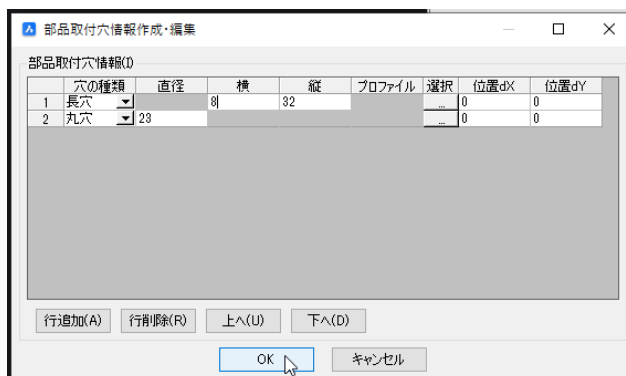 部品取付穴情報作成・編集
部品取付穴情報(I)
穴の種類 直径 横 縦 プロファイル 選択 位置dX 位置dY
1 長穴 8 32 ... 0 0
2 丸穴 23 ... 0 0
行追加(A) 行削除(R) 上へ(U) 下へ(D)
OK キャンセル